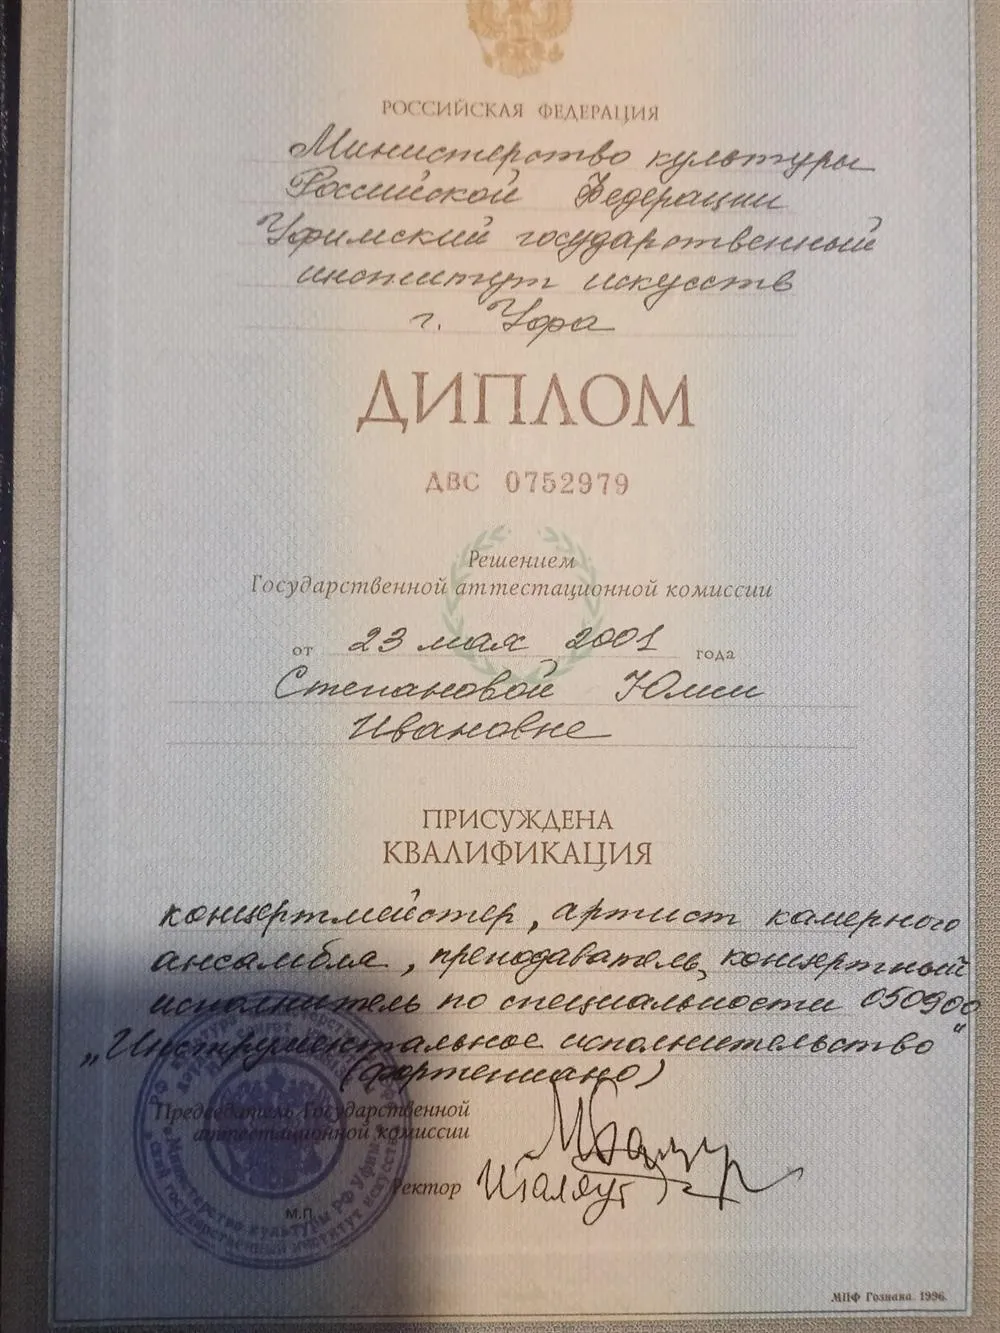 РОССИЙСКАЯ ФЕДЕРАЦИЯ
Министерство культуры
Российской Федерации
Уфимский государственный
институт искусств
г. Уфа
ДИПЛОМ
ДВС 0752979
Решением
Государственной аттестационной комиссии
от 23 мая 2001 года
Степановой Юлии
Ивановне
ПРИСУЖДЕНА
КВАЛИФИКАЦИЯ
концертмейстер, артист камерного
ансамбля, преподаватель, концертный
исполнитель по специальности 050900
„Инструментальное исполнительство“
(фортепиано)
Председатель Государственной
аттестационной комиссии
Ректор
М.П.
МПФ Гознака. 1996.